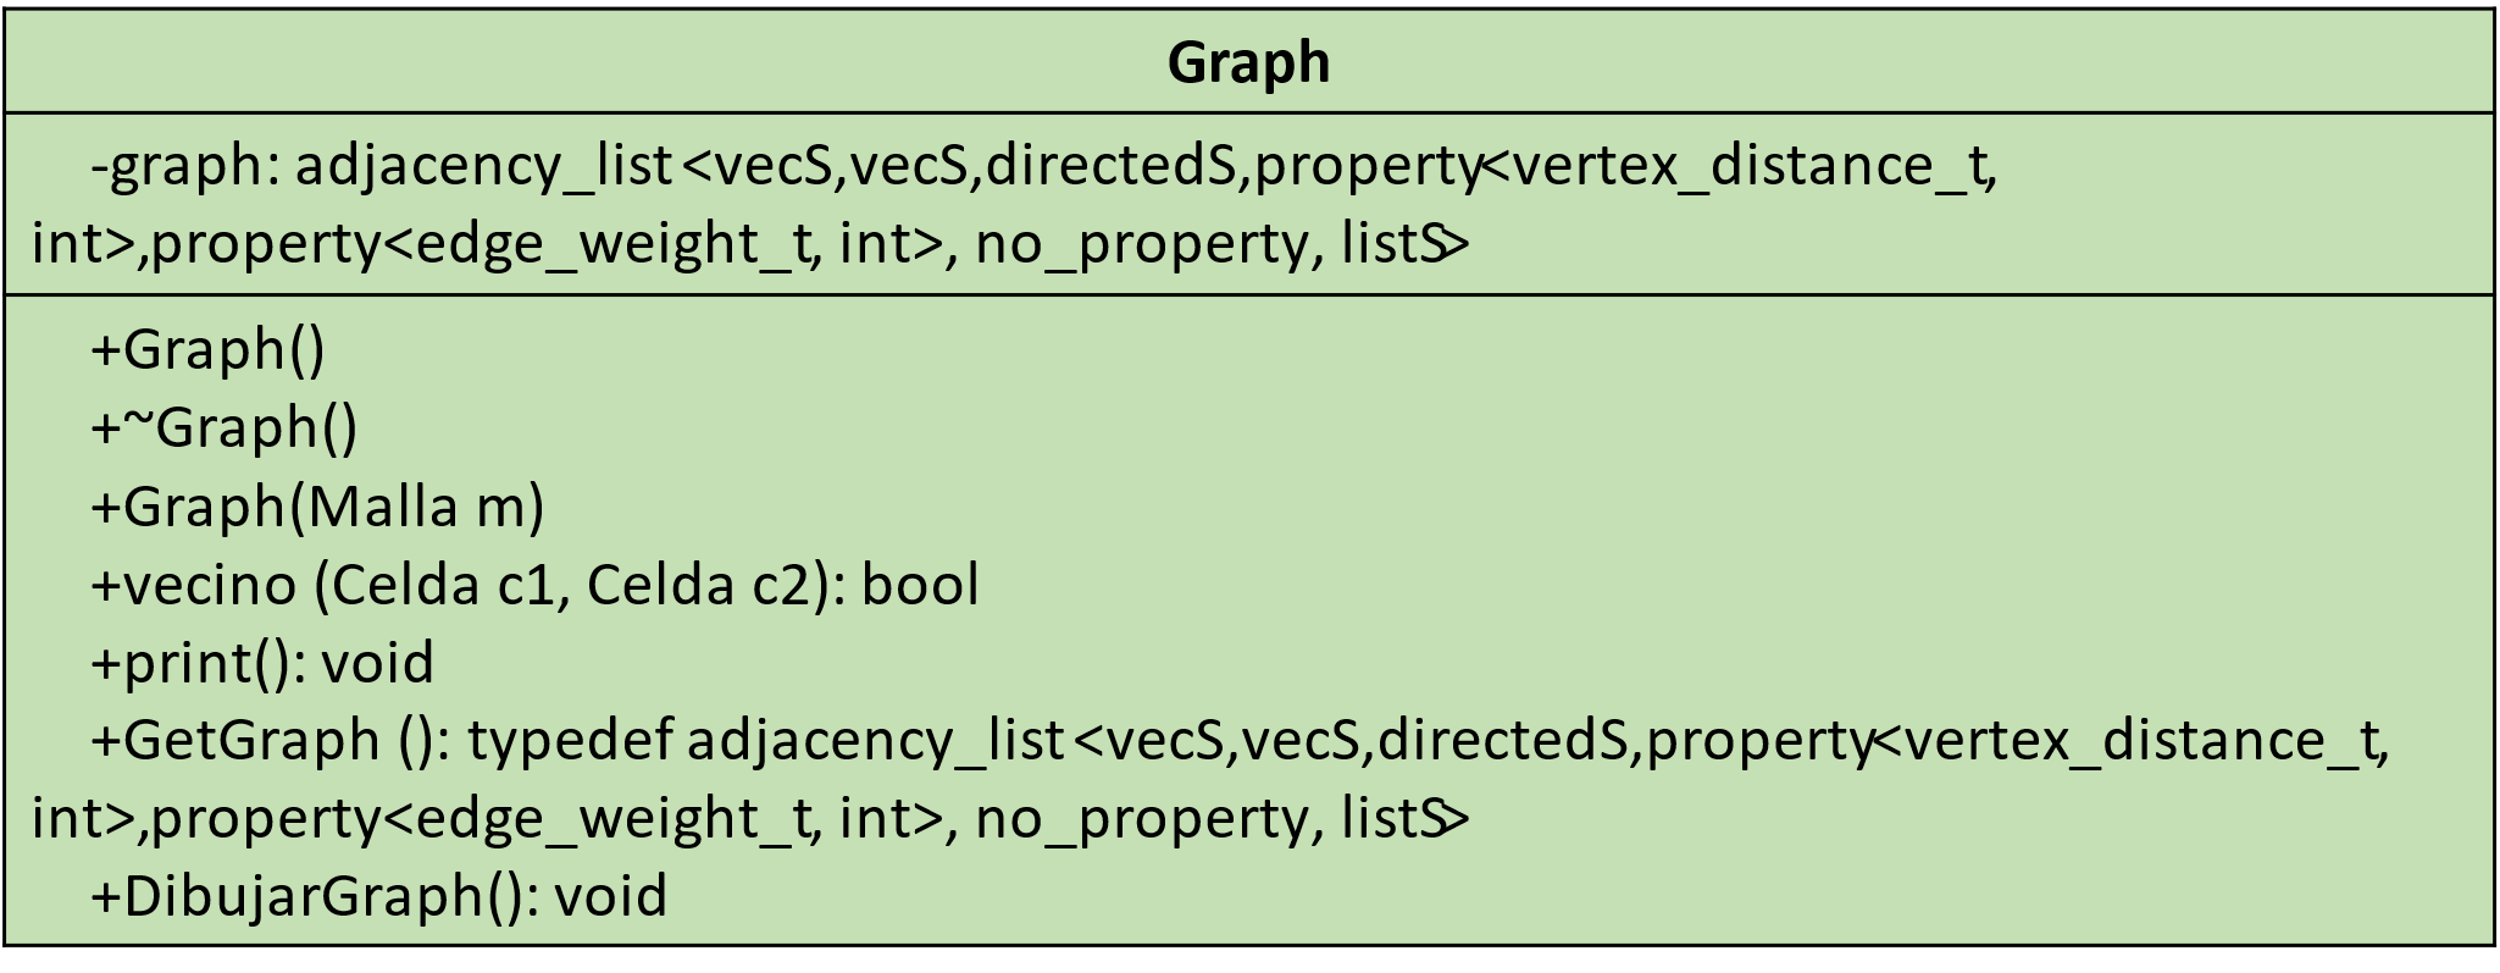 Graph
-graph: adjacency_list <vecS,vecS,directedS,property<vertex_distance_t,
int>,property<edge_weight_t, int>, no_property, listS>
+Graph()
+~Graph()
+Graph(Malla m)
+vecino (Celda c1, Celda c2): bool
+print(): void
+GetGraph (): typedef adjacency_list <vecS,vecS,directedS,property<vertex_distance_t,
int>,property<edge_weight_t, int>, no_property, listS>
+DibujarGraph(): void